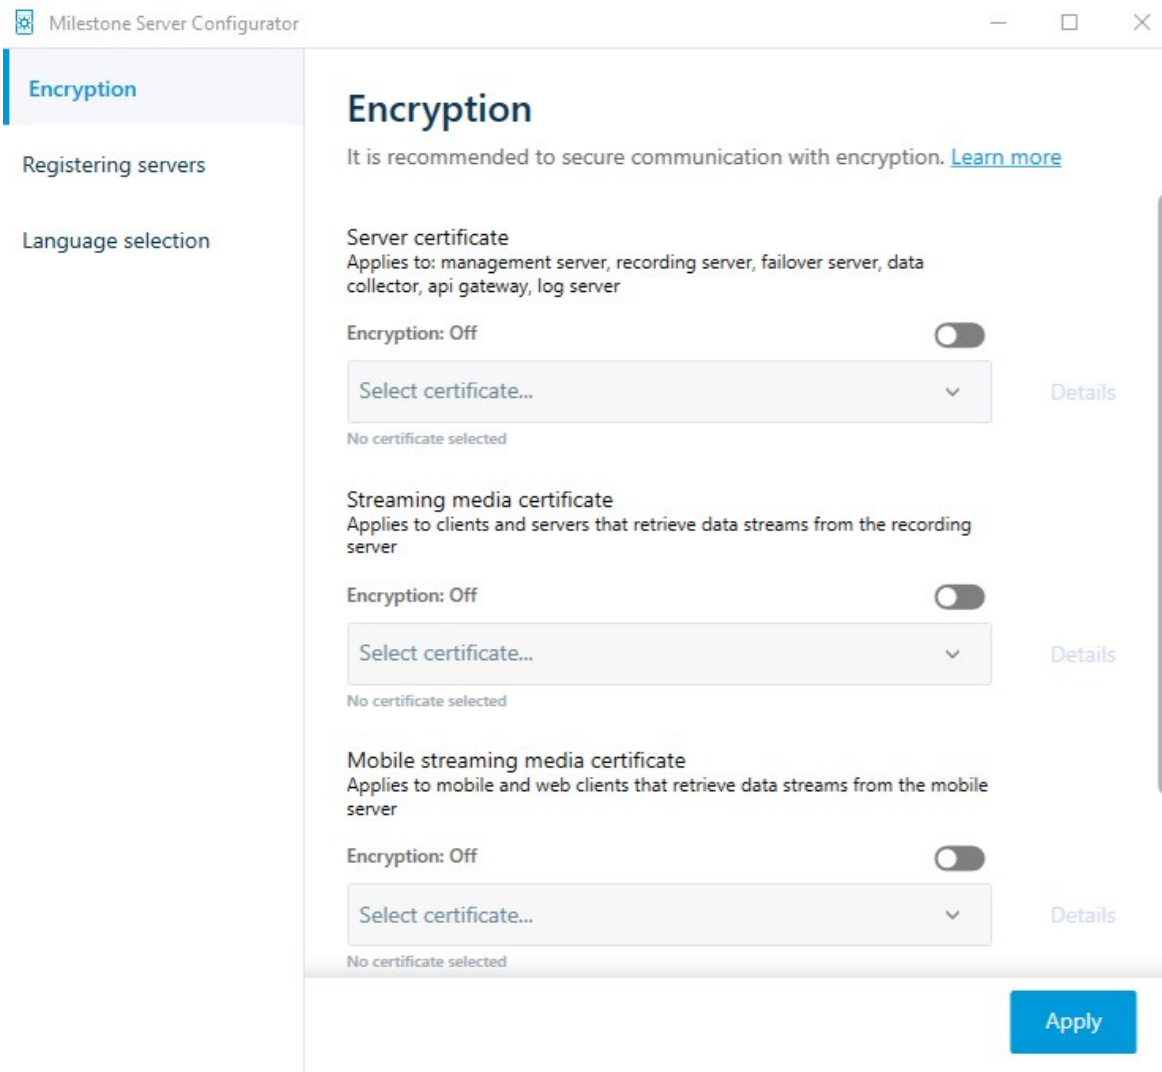 Milestone Server Configurator
Encryption
Registering servers
Language selection
Encryption
It is recommended to secure communication with encryption. Learn more
Server certificate
Applies to: management server, recording server, failover server, data
collector, api gateway, log server
Encryption: Off
Select certificate...
Details
No certificate selected
Streaming media certificate
Applies to clients and servers that retrieve data streams from the recording
server
Encryption: Off
Select certificate...
Details
No certificate selected
Mobile streaming media certificate
Applies to mobile and web clients that retrieve data streams from the mobile
server
Encryption: Off
Select certificate...
Details
No certificate selected
Apply